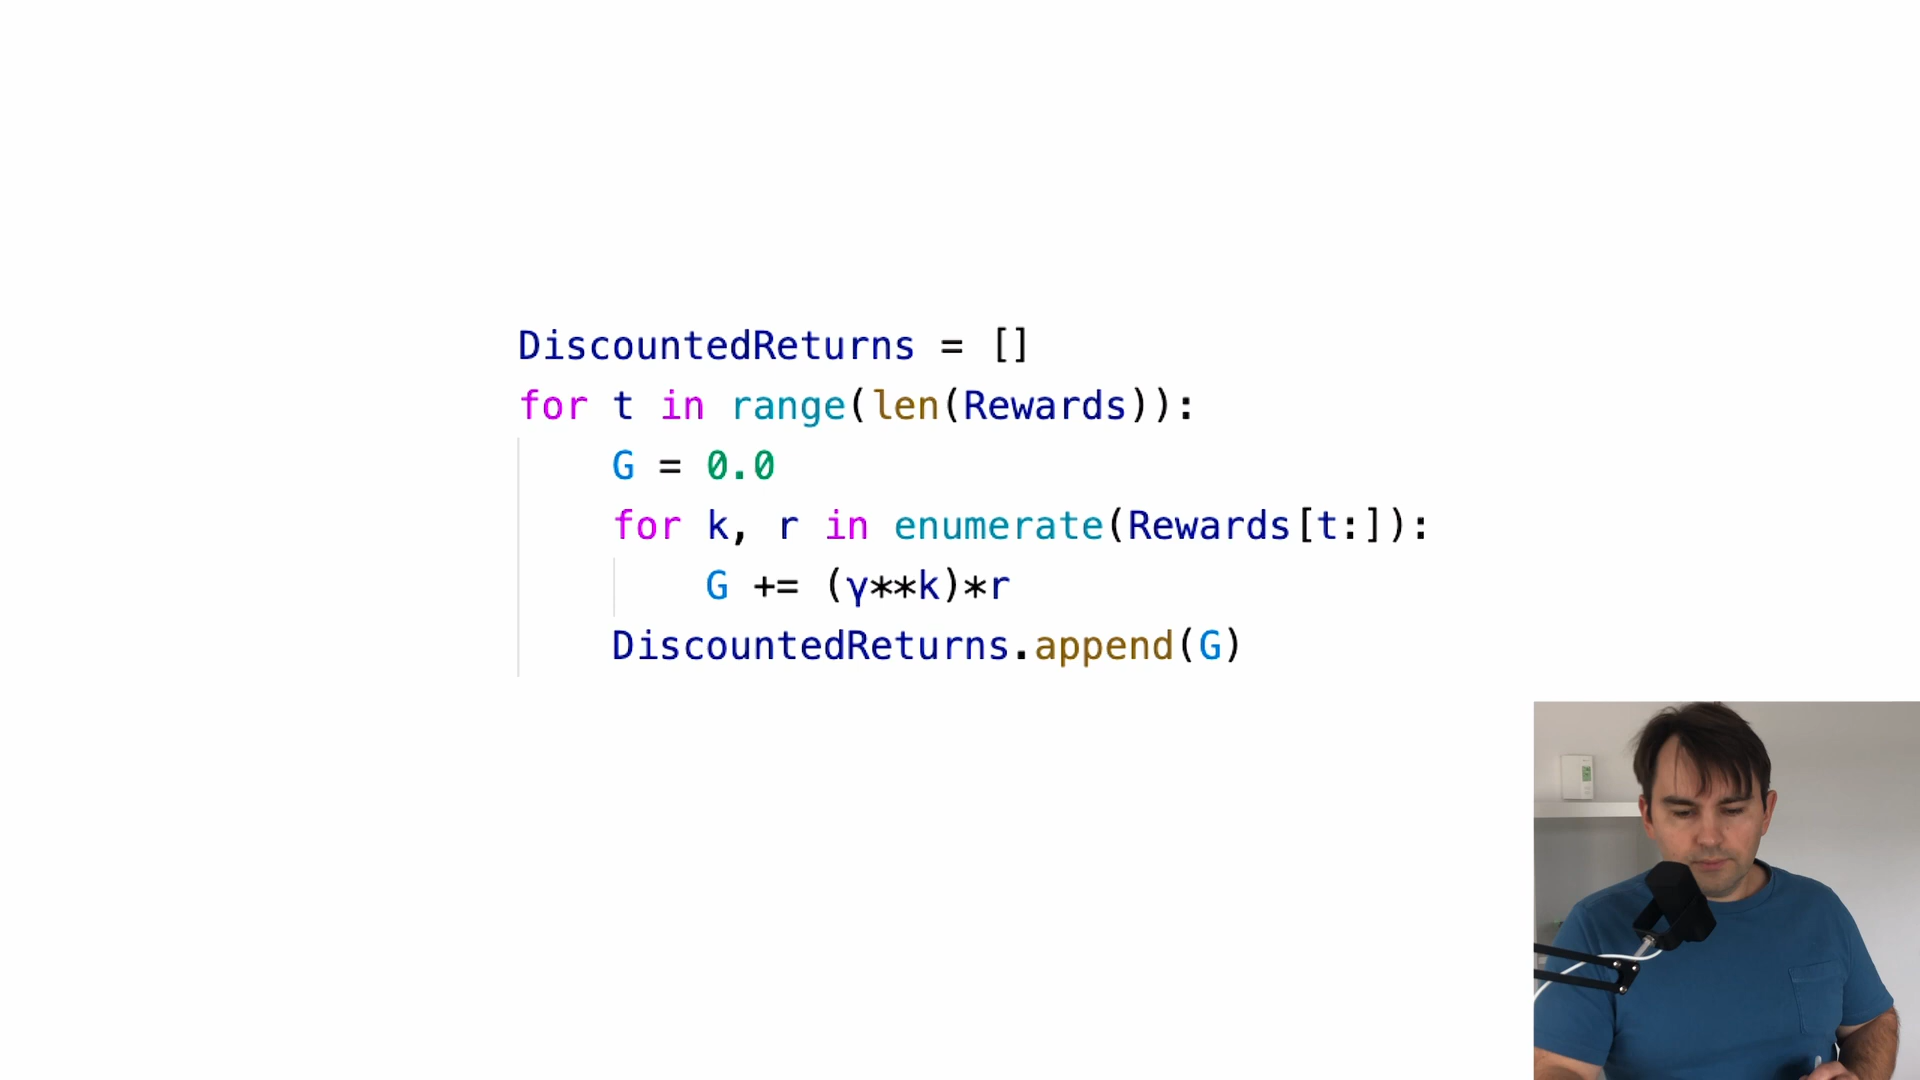 DiscountedReturns = []
for t in range(len(Rewards)):
    G = 0.0
    for k, r in enumerate(Rewards[t:]):
        G += (γ**k)*r
    DiscountedReturns.append(G)